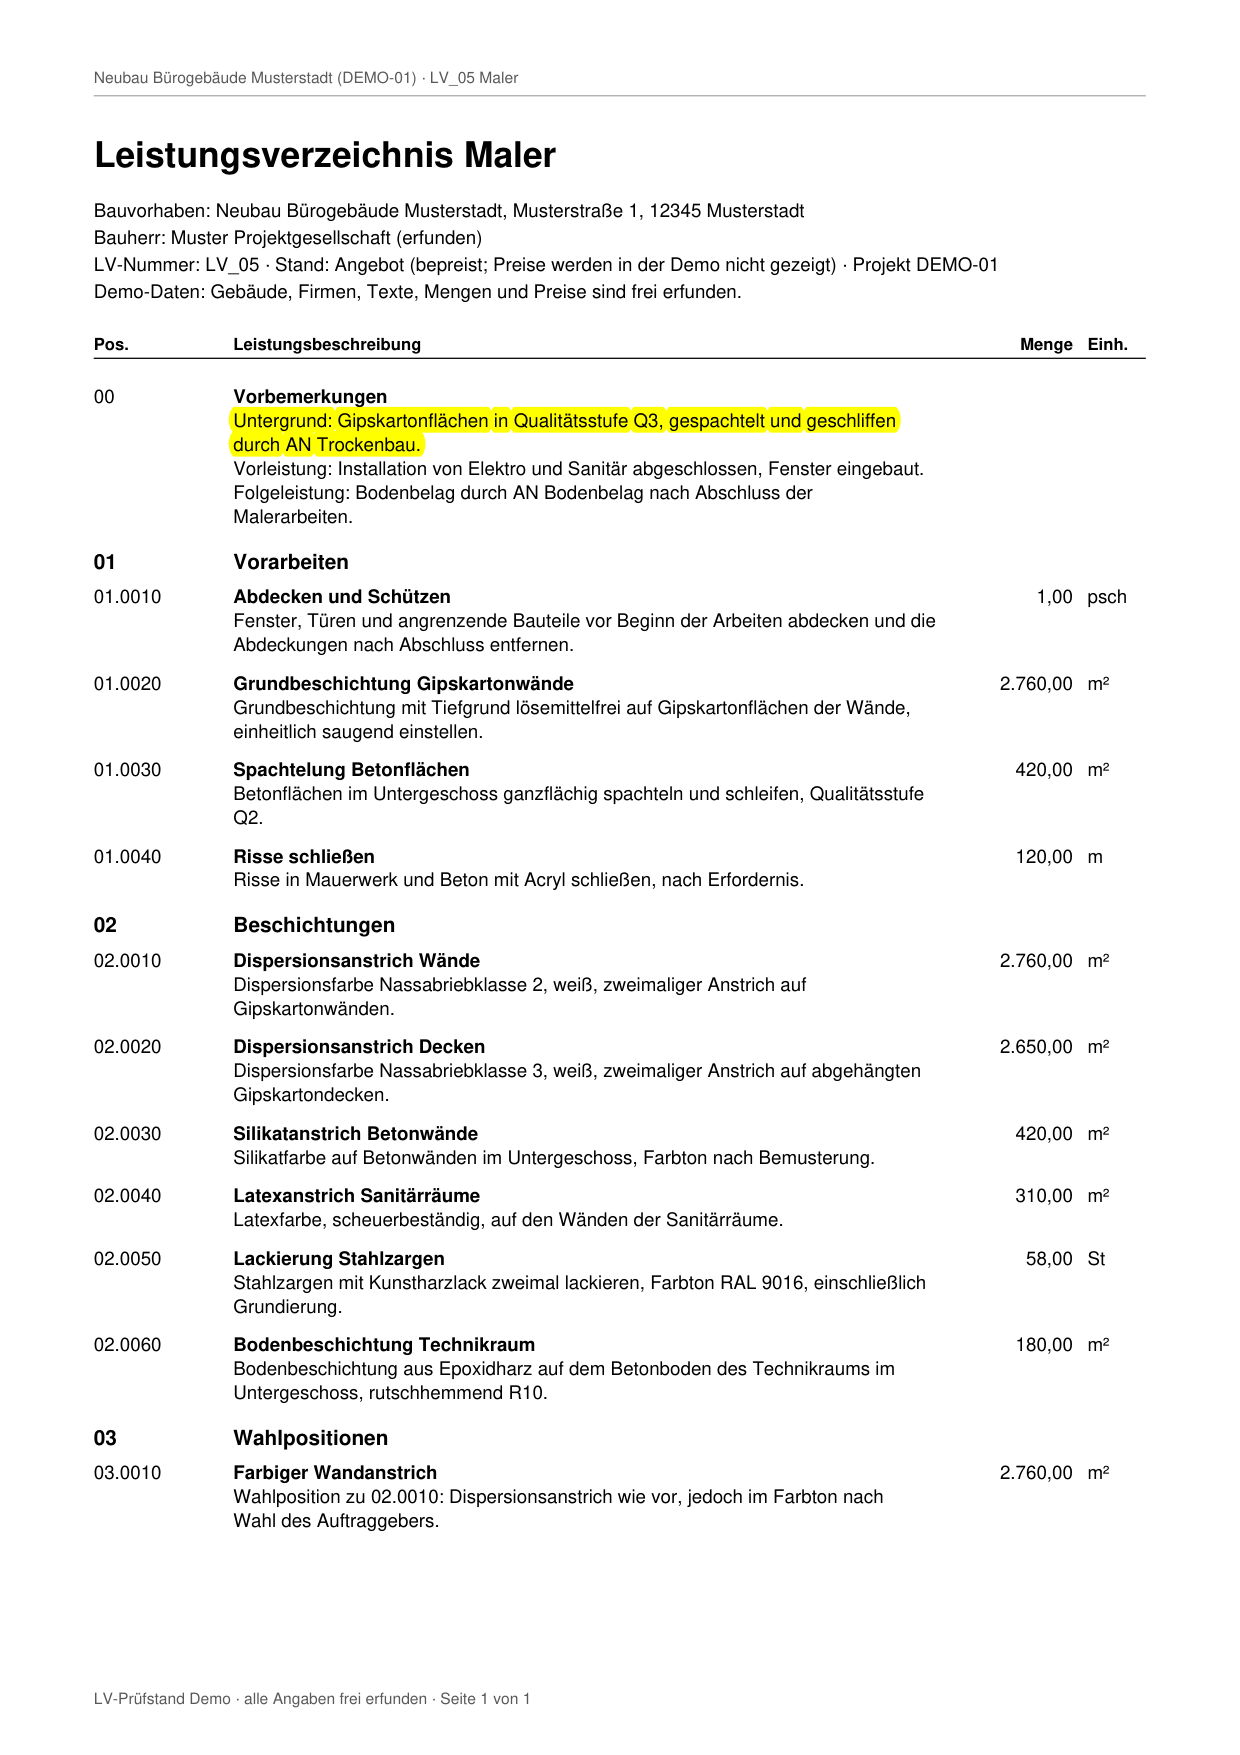 Neubau Bürogebäude Musterstadt (DEMO-01) · LV_05 Maler
Leistungsverzeichnis Maler
Bauvorhaben: Neubau Bürogebäude Musterstadt, Musterstraße 1, 12345 Musterstadt
Bauherr: Muster Projektgesellschaft (erfunden)
LV-Nummer: LV_05 · Stand: Angebot (bepreist; Preise werden in der Demo nicht gezeigt) · Projekt DEMO-01
Demo-Daten: Gebäude, Firmen, Texte, Mengen und Preise sind frei erfunden.
Pos. Leistungsbeschreibung Menge Einh.
00 Vorbemerkungen
Untergrund: Gipskartonflächen in Qualitätsstufe Q3, gespachtelt und geschliffen
durch AN Trockenbau.
Vorleistung: Installation von Elektro und Sanitär abgeschlossen, Fenster eingebaut.
Folgeleistung: Bodenbelag durch AN Bodenbelag nach Abschluss der
Malerarbeiten.
01 Vorarbeiten
01.0010 Abdecken und Schützen 1,00 psch
Fenster, Türen und angrenzende Bauteile vor Beginn der Arbeiten abdecken und die
Abdeckungen nach Abschluss entfernen.
01.0020 Grundbeschichtung Gipskartonwände 2.760,00 m²
Grundbeschichtung mit Tiefgrund lösemittelfrei auf Gipskartonflächen der Wände,
einheitlich saugend einstellen.
01.0030 Spachtelung Betonflächen 420,00 m²
Betonflächen im Untergeschoss ganzflächig spachteln und schleifen, Qualitätsstufe
Q2.
01.0040 Risse schließen 120,00 m
Risse in Mauerwerk und Beton mit Acryl schließen, nach Erfordernis.
02 Beschichtungen
02.0010 Dispersionsanstrich Wände 2.760,00 m²
Dispersionsfarbe Nassabriebklasse 2, weiß, zweimaliger Anstrich auf
Gipskartonwänden.
02.0020 Dispersionsanstrich Decken 2.650,00 m²
Dispersionsfarbe Nassabriebklasse 3, weiß, zweimaliger Anstrich auf abgehängten
Gipskartondecken.
02.0030 Silikatanstrich Betonwände 420,00 m²
Silikatfarbe auf Betonwänden im Untergeschoss, Farbton nach Bemusterung.
02.0040 Latexanstrich Sanitärräume 310,00 m²
Latexfarbe, scheuerbeständig, auf den Wänden der Sanitärräume.
02.0050 Lackierung Stahlzargen 58,00 St
Stahlzargen mit Kunstharzlack zweimal lackieren, Farbton RAL 9016, einschließlich
Grundierung.
02.0060 Bodenbeschichtung Technikraum 180,00 m²
Bodenbeschichtung aus Epoxidharz auf dem Betonboden des Technikraums im
Untergeschoss, rutschhemmend R10.
03 Wahlpositionen
03.0010 Farbiger Wandanstrich 2.760,00 m²
Wahlposition zu 02.0010: Dispersionsanstrich wie vor, jedoch im Farbton nach
Wahl des Auftraggebers.
LV-Prüfstand Demo · alle Angaben frei erfunden · Seite 1 von 1